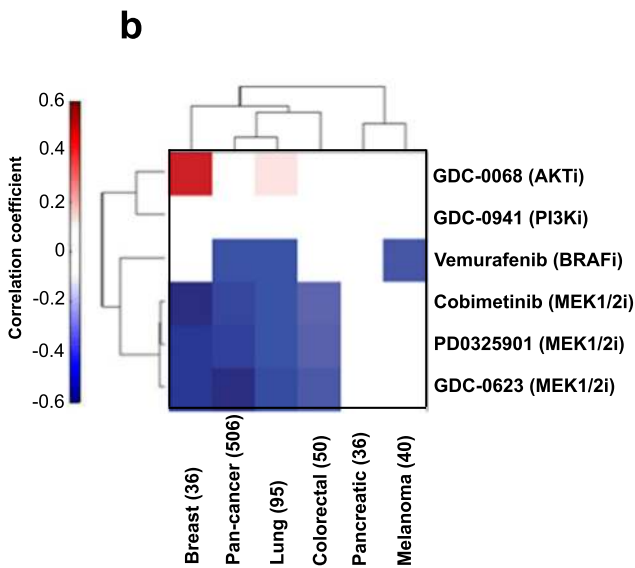 b
Correlation coefficient
0.6
0.4
0.2
0
-0.2
-0.4
-0.6
GDC-0068 (AKTi)
GDC-0941 (PI3Ki)
Vemurafenib (BRAFi)
Cobimetinib (MEK1/2i)
PD0325901 (MEK1/2i)
GDC-0623 (MEK1/2i)
Breast (36)
Pan-cancer (506)
Lung (95)
Colorectal (50)
Pancreatic (36)
Melanoma (40)